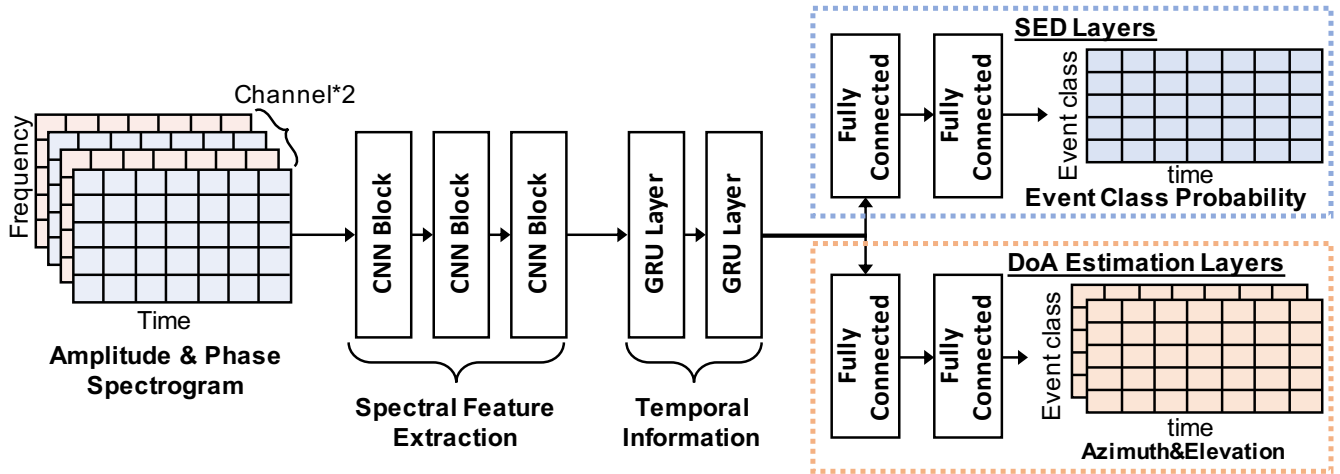 Channel*2
Frequency
Time
Amplitude & Phase
Spectrogram
CNN Block
CNN Block
CNN Block
Spectral Feature
Extraction
GRU Layer
GRU Layer
Temporal
Information
SED Layers
Fully
Connected
Fully
Connected
Event class
time
Event Class Probability
DoA Estimation Layers
Fully
Connected
Fully
Connected
Event class
time
Azimuth&Elevation